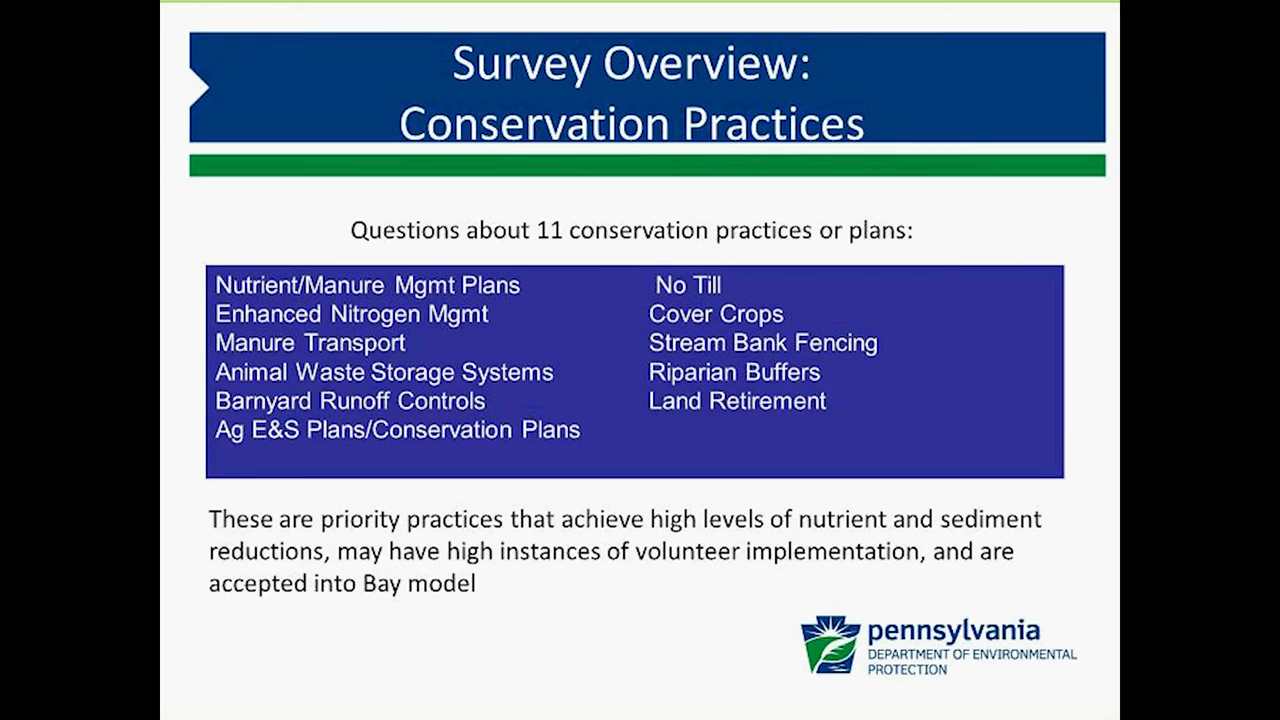 Survey Overview:
Conservation Practices
Questions about 11 conservation practices or plans:
Nutrient/Manure Mgmt Plans
Enhanced Nitrogen Mgmt
Manure Transport
Animal Waste Storage Systems
Barnyard Runoff Controls
Ag E&S Plans/Conservation Plans
No Till
Cover Crops
Stream Bank Fencing
Riparian Buffers
Land Retirement
These are priority practices that achieve high levels of nutrient and sediment
reductions, may have high instances of volunteer implementation, and are
accepted into Bay model
pennsylvania
DEPARTMENT OF ENVIRONMENTAL
PROTECTION